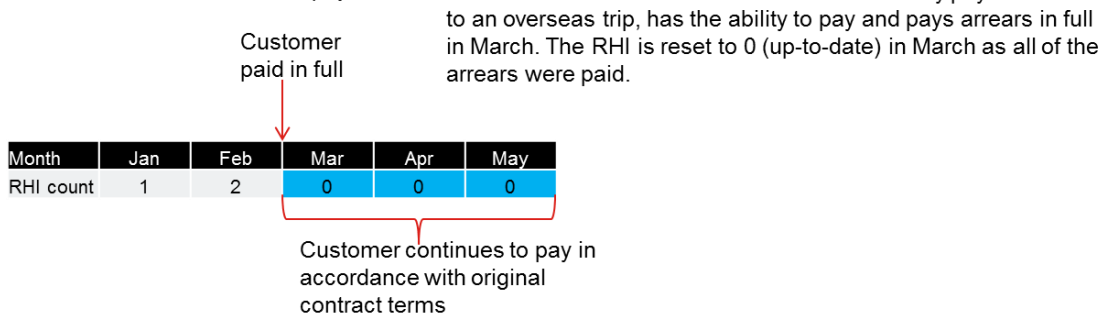 to an overseas trip, has the ability to pay and pays arrears in full
in March. The RHI is reset to 0 (up-to-date) in March as all of the
arrears were paid.
Customer
paid in full
Month Jan Feb Mar Apr May
RHI count 1 2 0 0 0
Customer continues to pay in
accordance with original
contract terms